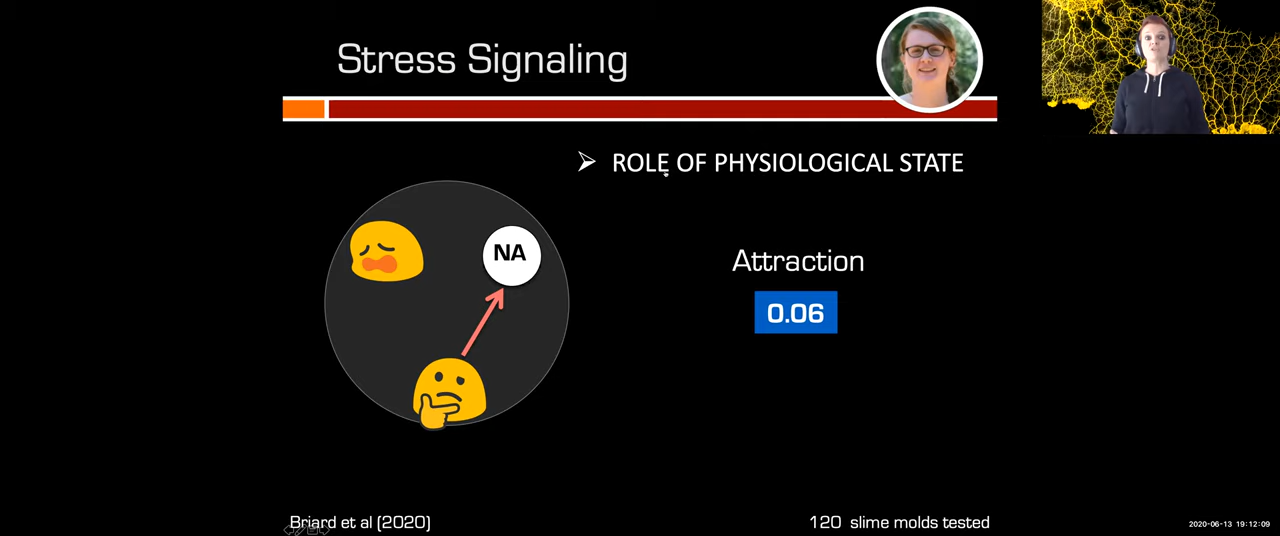 Stress Signaling
ROLE OF PHYSIOLOGICAL STATE
NA
Attraction
0.06
Briard et al (2020)
120 slime molds tested
2020-06-13 19:12:09